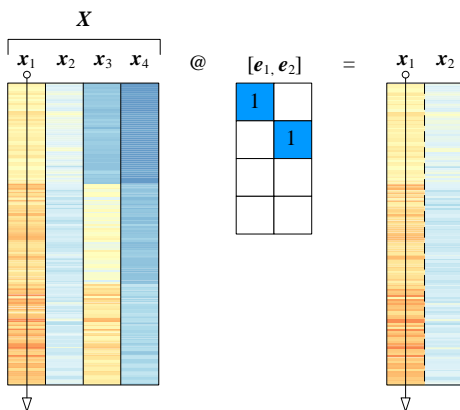 X
x₁ x₂ x₃ x₄ @ [e₁, e₂] = x₁ x₂
1
1